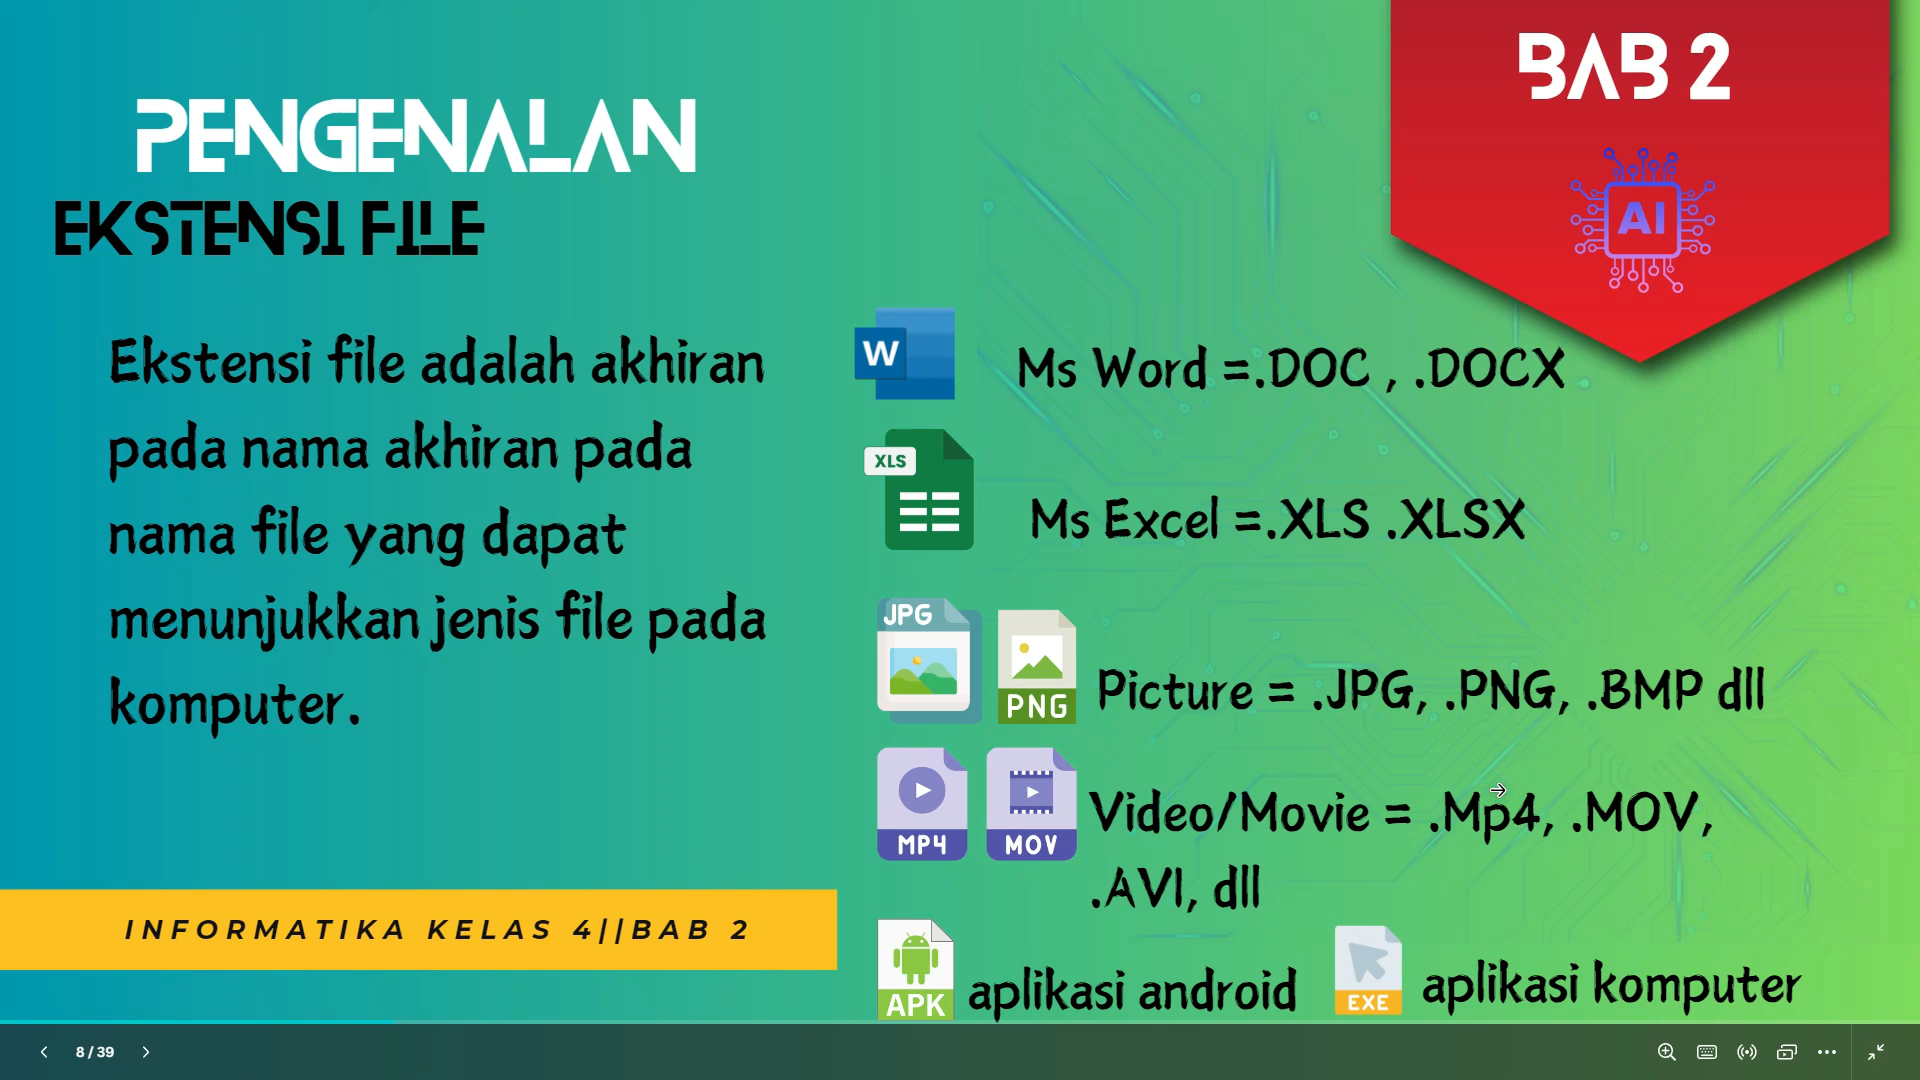 BAB 2
AI
PENGENALAN
EKSTENSI FILE
Ekstensi file adalah akhiran
pada nama akhiran pada
nama file yang dapat
menunjukkan jenis file pada
komputer.
W
Ms Word =.DOC , .DOCX
XLS
Ms Excel =.XLS .XLSX
JPG
PNG
Picture = .JPG, .PNG, .BMP dll
MP4
MOV
Video/Movie = .Mp4, .MOV,
.AVI, dll
APK
aplikasi android
EXE
aplikasi komputer
INFORMATIKA KELAS 4||BAB 2
8 / 39